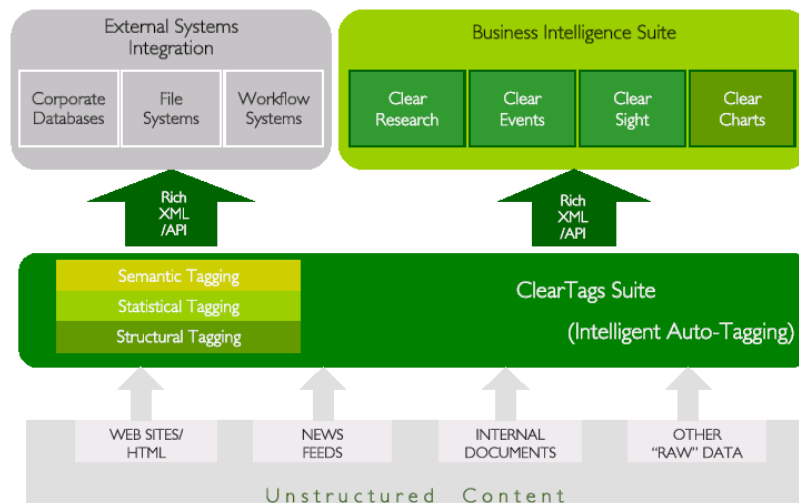 External Systems
Integration
Corporate
Databases
File
Systems
Workflow
Systems
Business Intelligence Suite
Clear
Research
Clear
Events
Clear
Sight
Clear
Charts
Rich
XML
/API
Rich
XML
/API
Semantic Tagging
Statistical Tagging
Structural Tagging
ClearTags Suite
(Intelligent Auto-Tagging)
WEB SITES/
HTML
NEWS
FEEDS
INTERNAL
DOCUMENTS
OTHER
“RAW” DATA
Unstructured Content